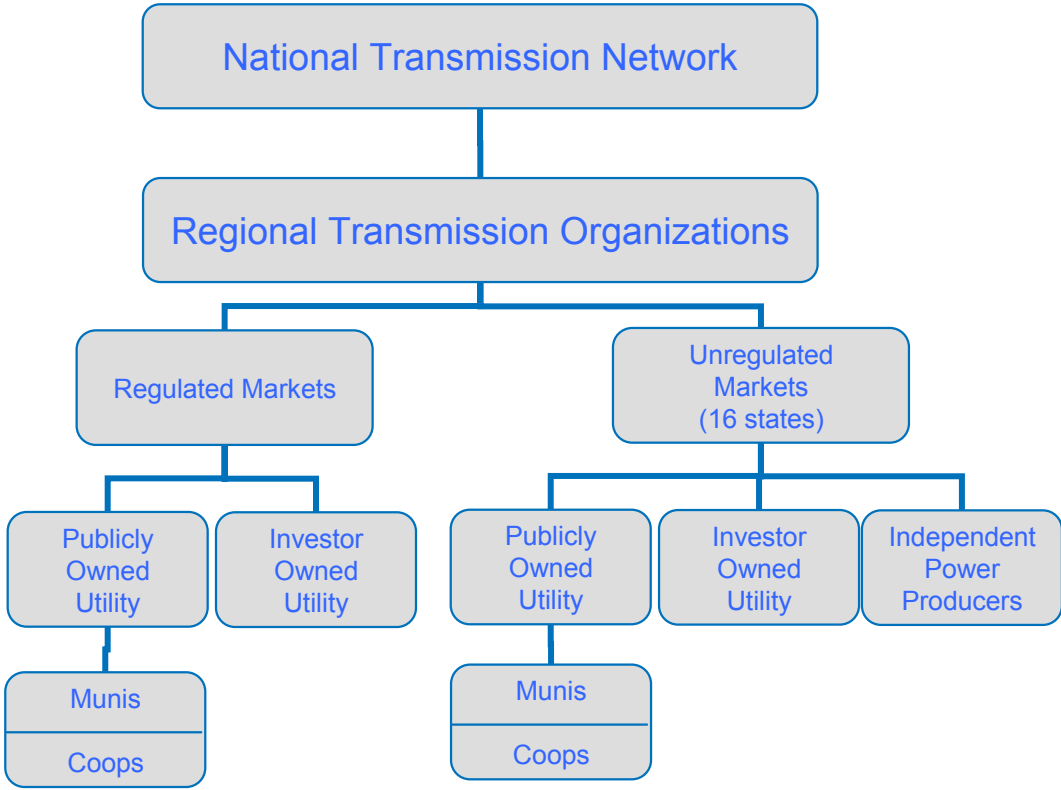 National Transmission Network
Regional Transmission Organizations
Regulated Markets
Unregulated
Markets
(16 states)
Publicly
Owned
Utility
Investor
Owned
Utility
Publicly
Owned
Utility
Investor
Owned
Utility
Independent
Power
Producers
Munis
Coops
Munis
Coops